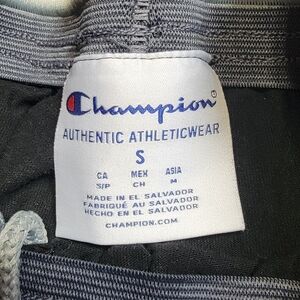 Champion
AUTHENTIC ATHLETICWEAR
S
CA MEX ASIA
S/P CH M
MADE IN EL SALVADOR
FABRIQUÉ AU SALVADOR
HECHO EN EL SALVADOR
CHAMPION.COM